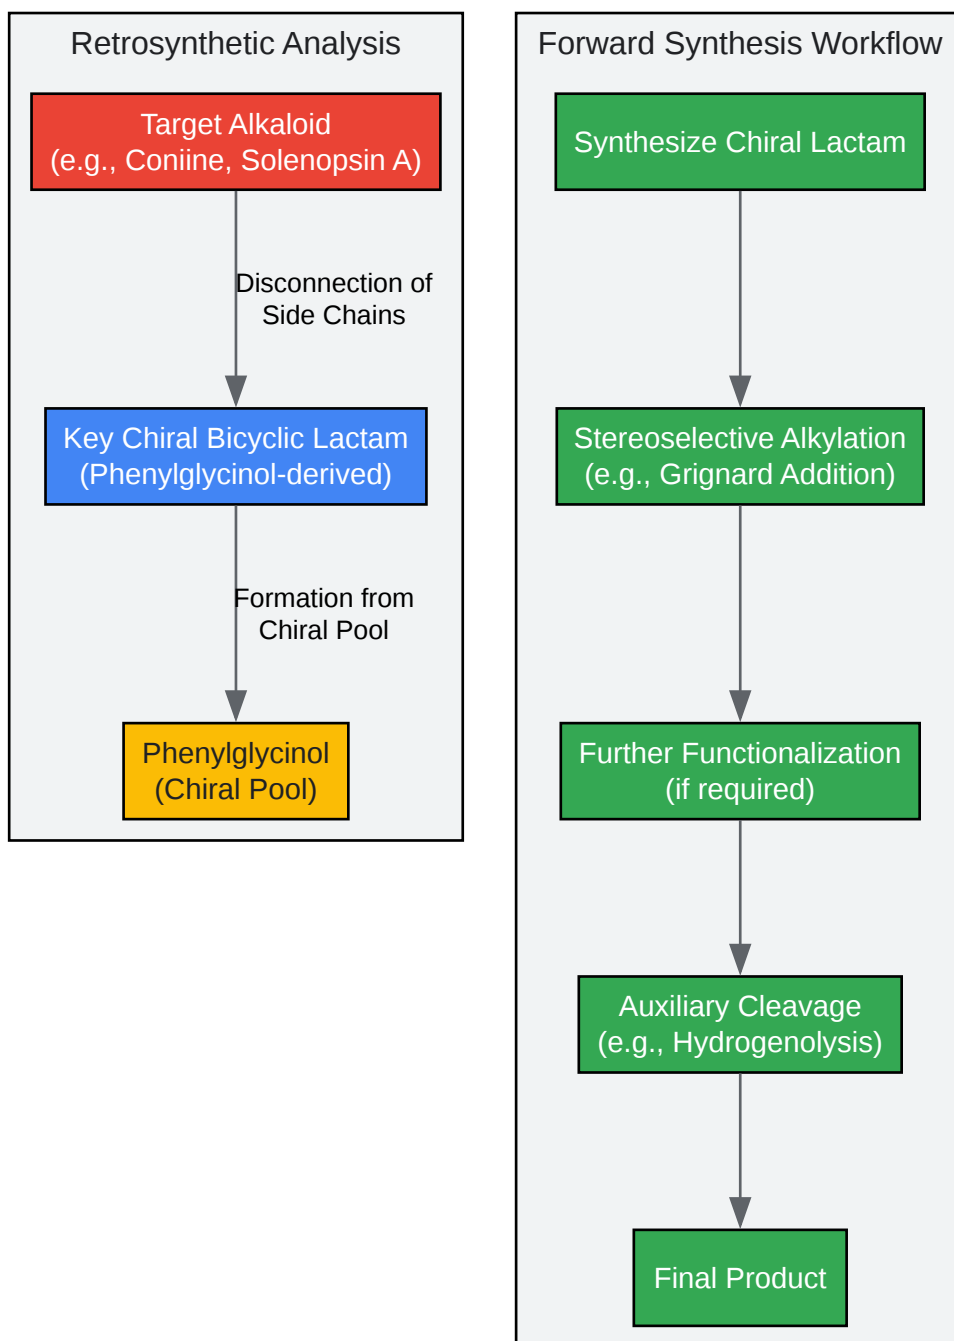 Retrosynthetic Analysis
Target Alkaloid
(e.g., Coniine, Solenopsin A)
Disconnection of
Side Chains
Key Chiral Bicyclic Lactam
(Phenylglycinol-derived)
Formation from
Chiral Pool
Phenylglycinol
(Chiral Pool)
Forward Synthesis Workflow
Synthesize Chiral Lactam
Stereoselective Alkylation
(e.g., Grignard Addition)
Further Functionalization
(if required)
Auxiliary Cleavage
(e.g., Hydrogenolysis)
Final Product